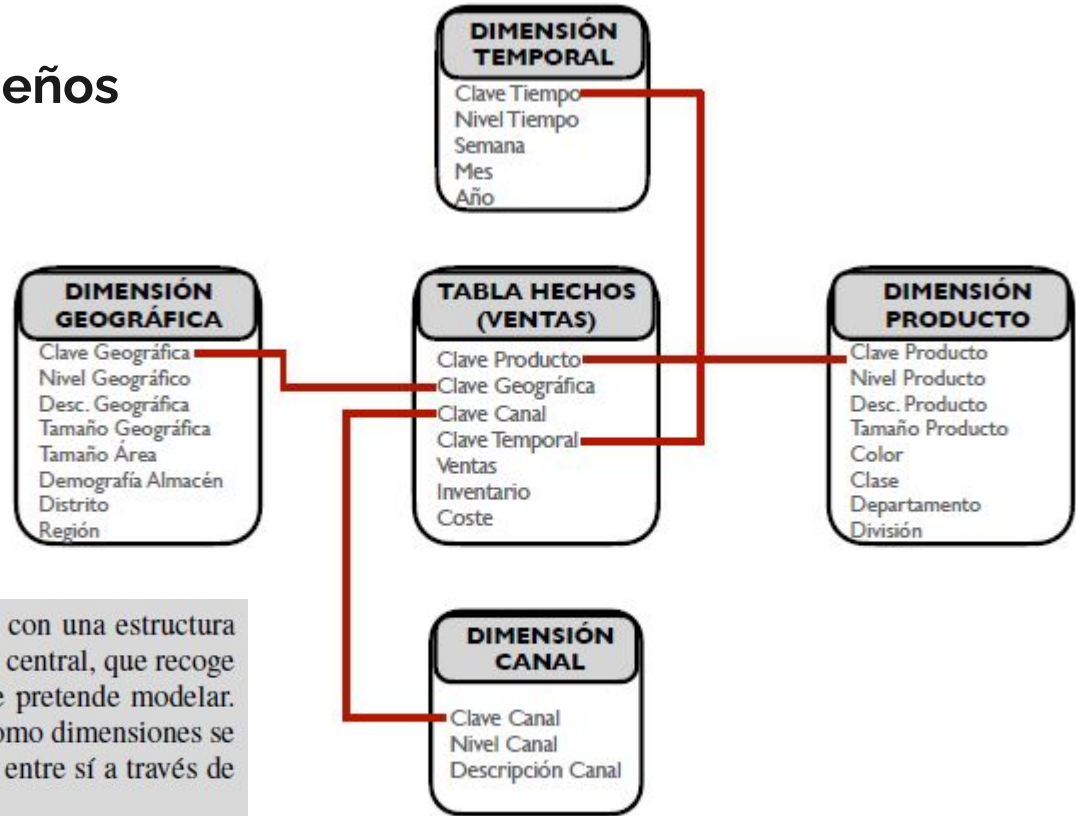 eños
DIMENSIÓN
TEMPORAL
Clave Tiempo
Nivel Tiempo
Semana
Mes
Año
DIMENSIÓN
GEOGRÁFICA
Clave Geográfica
Nivel Geográfico
Desc. Geográfica
Tamaño Geográfica
Tamaño Área
Demografía Almacén
Distrito
Región
TABLA HECHOS
(VENTAS)
Clave Producto
Clave Geográfica
Clave Canal
Clave Temporal
Ventas
Inventario
Coste
DIMENSIÓN
PRODUCTO
Clave Producto
Nivel Producto
Desc. Producto
Tamaño Producto
Color
Clase
Departamento
División
con una estructura
central, que recoge
e pretende modelar.
omo dimensiones se
entre sí a través de
DIMENSIÓN
CANAL
Clave Canal
Nivel Canal
Descripción Canal